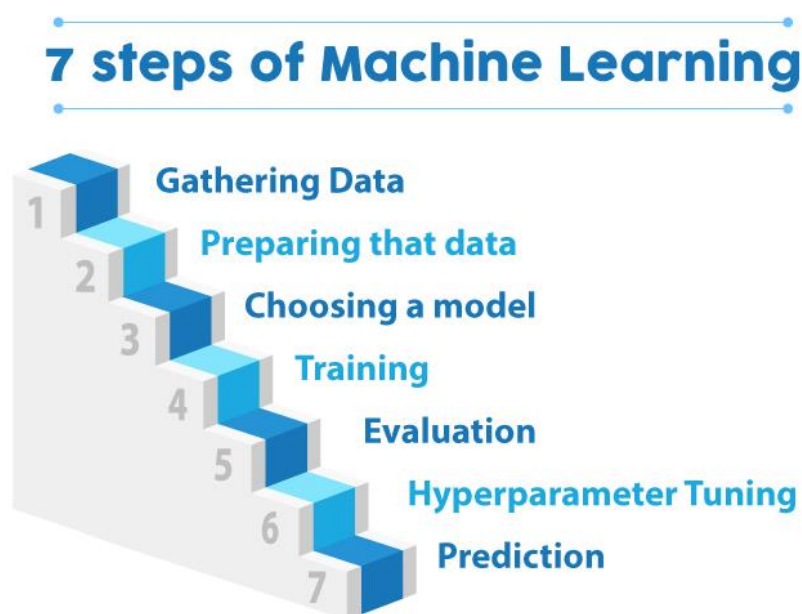 7 steps of Machine Learning
1 Gathering Data
2 Preparing that data
3 Choosing a model
4 Training
5 Evaluation
6 Hyperparameter Tuning
7 Prediction